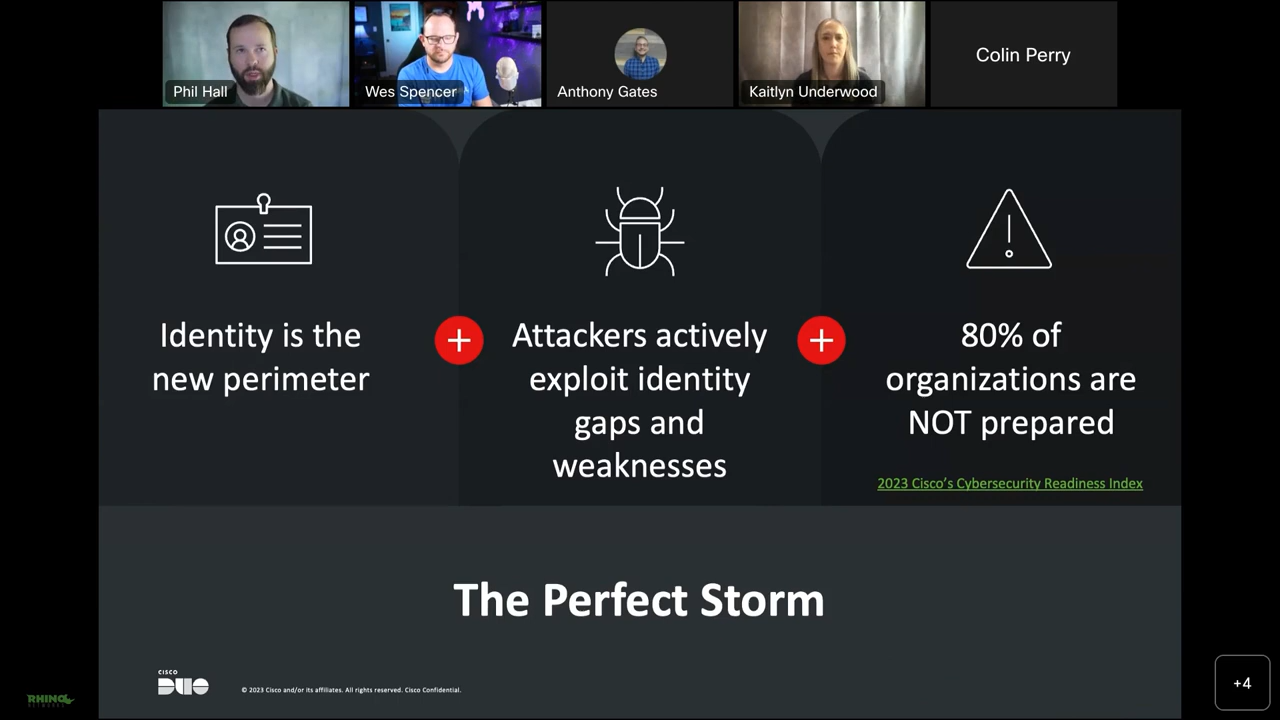 Phil Hall
Wes Spencer
Anthony Gates
Kaitlyn Underwood
Colin Perry
Identity is the
new perimeter
+
Attackers actively
exploit identity
gaps and
weaknesses
+
80% of
organizations are
NOT prepared
2023 Cisco's Cybersecurity Readiness Index
The Perfect Storm
CISCO
DUO
© 2023 Cisco and/or its affiliates. All rights reserved. Cisco Confidential.
RHINO
NETWORKS
+4